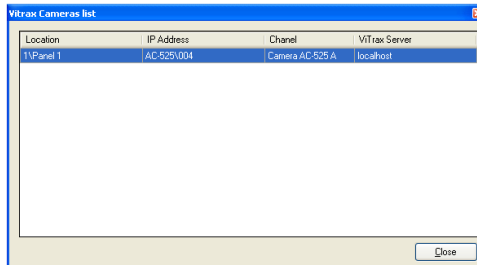 Vitrax Cameras list
Location IP Address Chanel ViTrax Server
1\Panel 1 AC-525\004 Camera AC-525 A localhost
Close